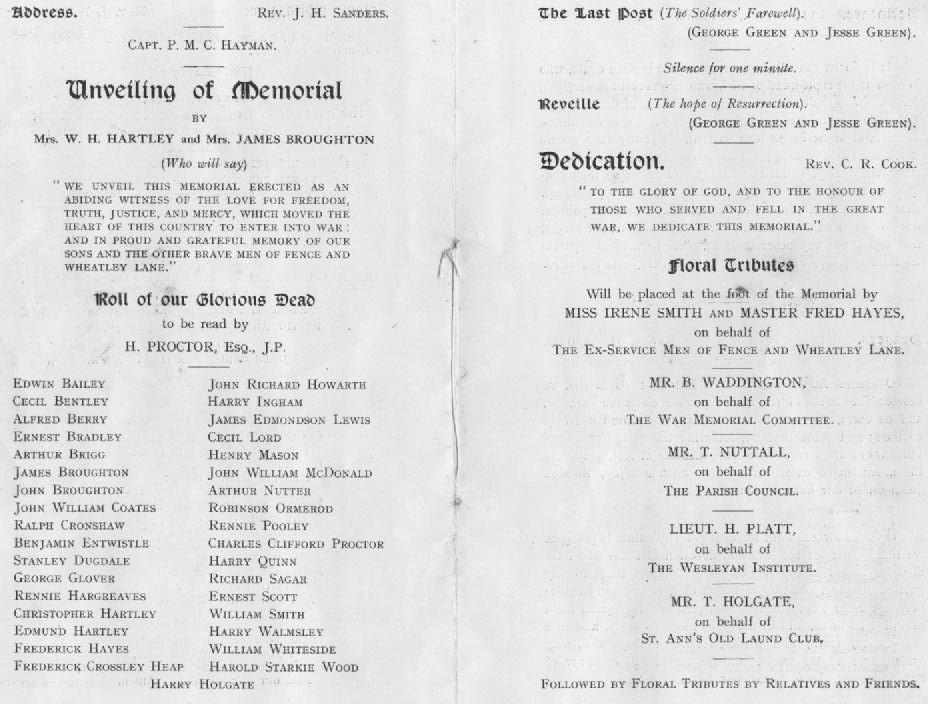 Address. REV. J. H. SANDERS.
CAPT. P. M. C. HAYMAN.
Unveiling of Memorial
BY
Mrs. W. H. HARTLEY and Mrs. JAMES BROUGHTON
(Who will say)
"WE UNVEIL THIS MEMORIAL ERECTED AS AN
ABIDING WITNESS OF THE LOVE FOR FREEDOM,
TRUTH, JUSTICE, AND MERCY, WHICH MOVED THE
HEART OF THIS COUNTRY TO ENTER INTO WAR:
AND IN PROUD AND GRATEFUL MEMORY OF OUR
SONS AND THE OTHER BRAVE MEN OF FENCE AND
WHEATLEY LANE."
Roll of our Glorious Dead
to be read by
H. PROCTOR, ESQ., J.P.
EDWIN BAILEY
CECIL BENTLEY
ALFRED BERRY
ERNEST BRADLEY
ARTHUR BRIGG
JAMES BROUGHTON
JOHN BROUGHTON
JOHN WILLIAM COATES
RALPH CRONSHAW
BENJAMIN ENTWISTLE
STANLEY DUGDALE
GEORGE GLOVER
RENNIE HARGREAVES
CHRISTOPHER HARTLEY
EDMUND HARTLEY
FREDERICK HAYES
FREDERICK CROSSLEY HEAP
JOHN RICHARD HOWARTH
HARRY INGHAM
JAMES EDMONDSON LEWIS
CECIL LORD
HENRY MASON
JOHN WILLIAM MCDONALD
ARTHUR NUTTER
ROBINSON ORMEROD
RENNIE POOLEY
CHARLES CLIFFORD PROCTOR
HARRY QUINN
RICHARD SAGAR
ERNEST SCOTT
WILLIAM SMITH
HARRY WALMSLEY
WILLIAM WHITESIDE
HAROLD STARKIE WOOD
HARRY HOLGATE
The Last Post (The Soldiers' Farewell).
(GEORGE GREEN AND JESSE GREEN).
Silence for one minute.
Reveille (The hope of Resurrection).
(GEORGE GREEN AND JESSE GREEN).
Dedication. REV. C. R. COOK.
"TO THE GLORY OF GOD, AND TO THE HONOUR OF
THOSE WHO SERVED AND FELL IN THE GREAT
WAR, WE DEDICATE THIS MEMORIAL."
Floral Tributes
Will be placed at the foot of the Memorial by
MISS IRENE SMITH AND MASTER FRED HAYES,
on behalf of
THE EX-SERVICE MEN OF FENCE AND WHEATLEY LANE.
MR. B. WADDINGTON,
on behalf of
THE WAR MEMORIAL COMMITTEE.
MR. T. NUTTALL,
on behalf of
THE PARISH COUNCIL.
LIEUT. H. PLATT,
on behalf of
THE WESLEYAN INSTITUTE.
MR. T. HOLGATE,
on behalf of
ST. ANN'S OLD LAUND CLUB,
FOLLOWED BY FLORAL TRIBUTES BY RELATIVES AND FRIENDS.